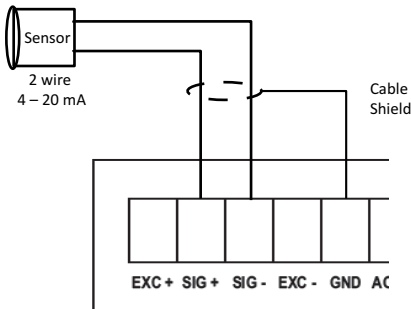 Sensor
2 wire
4 – 20 mA
Cable
Shield
EXC + SIG + SIG - EXC - GND